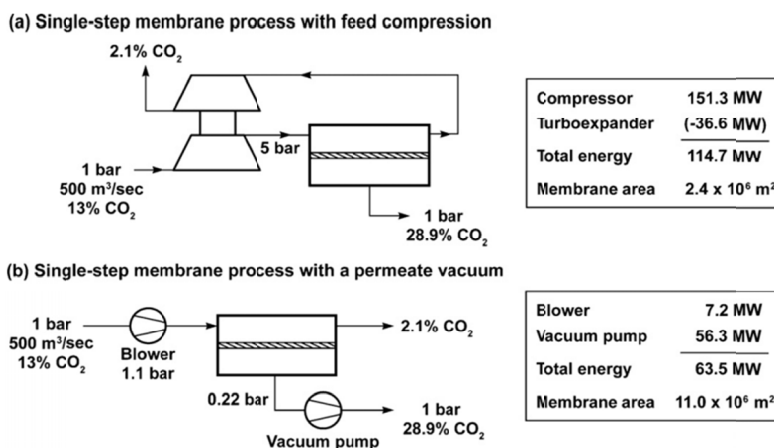 (a) Single-step membrane process with feed compression
2.1% CO₂
5 bar
1 bar
500 m³/sec
13% CO₂
1 bar
28.9% CO₂
Compressor 151.3 MW
Turboexpander (-36.6 MW)
Total energy 114.7 MW
Membrane area 2.4 x 10⁶ m²
(b) Single-step membrane process with a permeate vacuum
1 bar
500 m³/sec
13% CO₂
Blower
1.1 bar
2.1% CO₂
0.22 bar
1 bar
28.9% CO₂
Vacuum pump
Blower 7.2 MW
Vacuum pump 56.3 MW
Total energy 63.5 MW
Membrane area 11.0 x 10⁶ m²